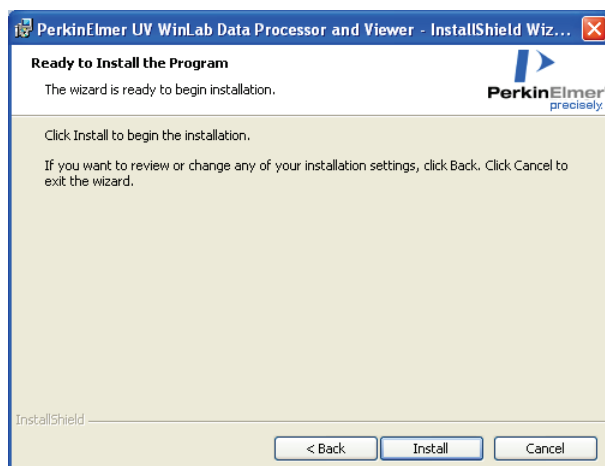 PerkinElmer UV WinLab Data Processor and Viewer - InstallShield Wiz...
Ready to Install the Program
The wizard is ready to begin installation.
PerkinElmer
precisely.
Click Install to begin the installation.
If you want to review or change any of your installation settings, click Back. Click Cancel to
exit the wizard.
InstallShield
< Back
Install
Cancel